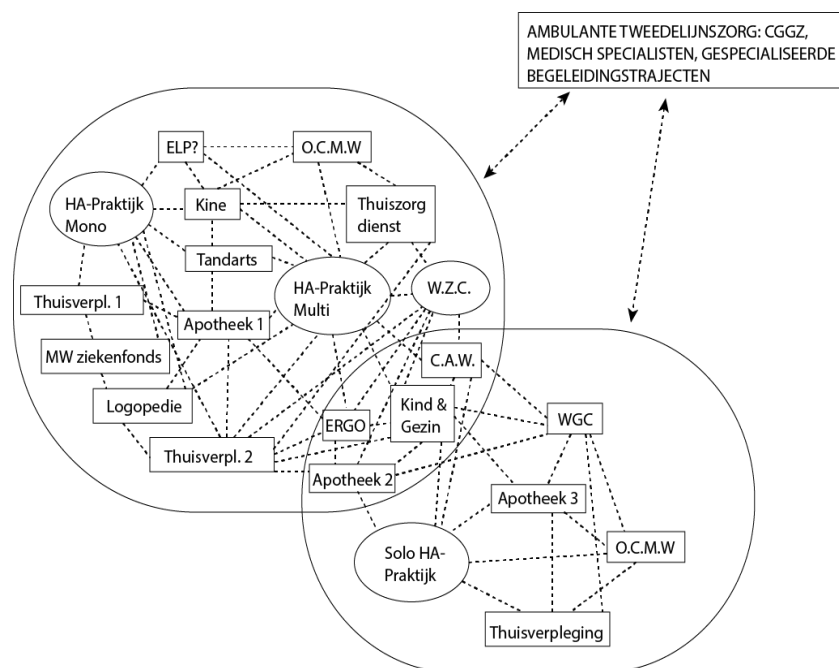 AMBULANTE TWEEDELIJNSZORG: CGGZ,
MEDISCH SPECIALISTEN, GESPECIALISEERDE
BEGELEIDINGSTRAJECTEN
ELP?
O.C.M.W
HA-Praktijk
Mono
Kine
Thuiszorg
dienst
Tandarts
HA-Praktijk
Multi
W.Z.C.
Thuisverpl. 1
Apotheek 1
MW ziekenfonds
C.A.W.
Logopedie
Kind &
Gezin
ERGO
WGC
Thuisverpl. 2
Apotheek 2
Apotheek 3
Solo HA-
Praktijk
O.C.M.W
Thuisverpleging